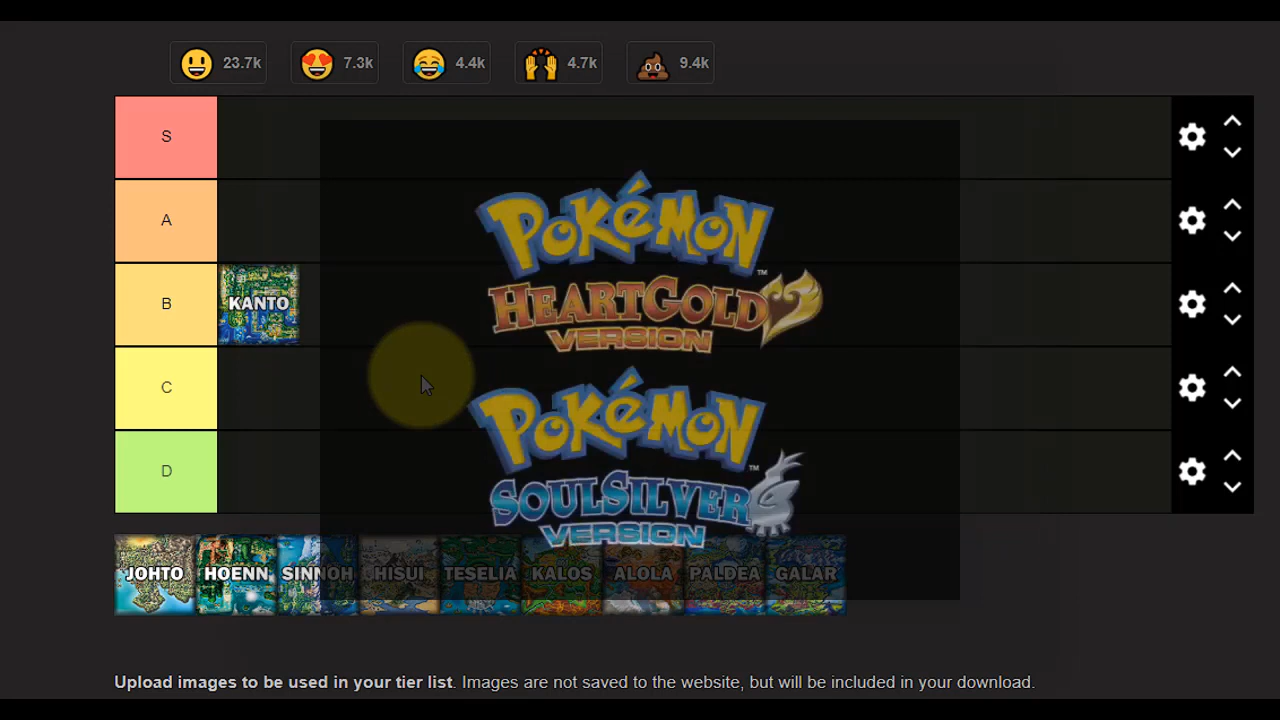 23.7k 7.3k 4.4k 4.7k 9.4k
S
A
B KANTO
C
D
POKéMON
HEARTGOLD
VERSION
POKéMON
SOULSILVER
VERSION
JOHTO HOENN SINNOH HISUI TESELIA KALOS ALOLA PALDEA GALAR
Upload images to be used in your tier list. Images are not saved to the website, but will be included in your download.